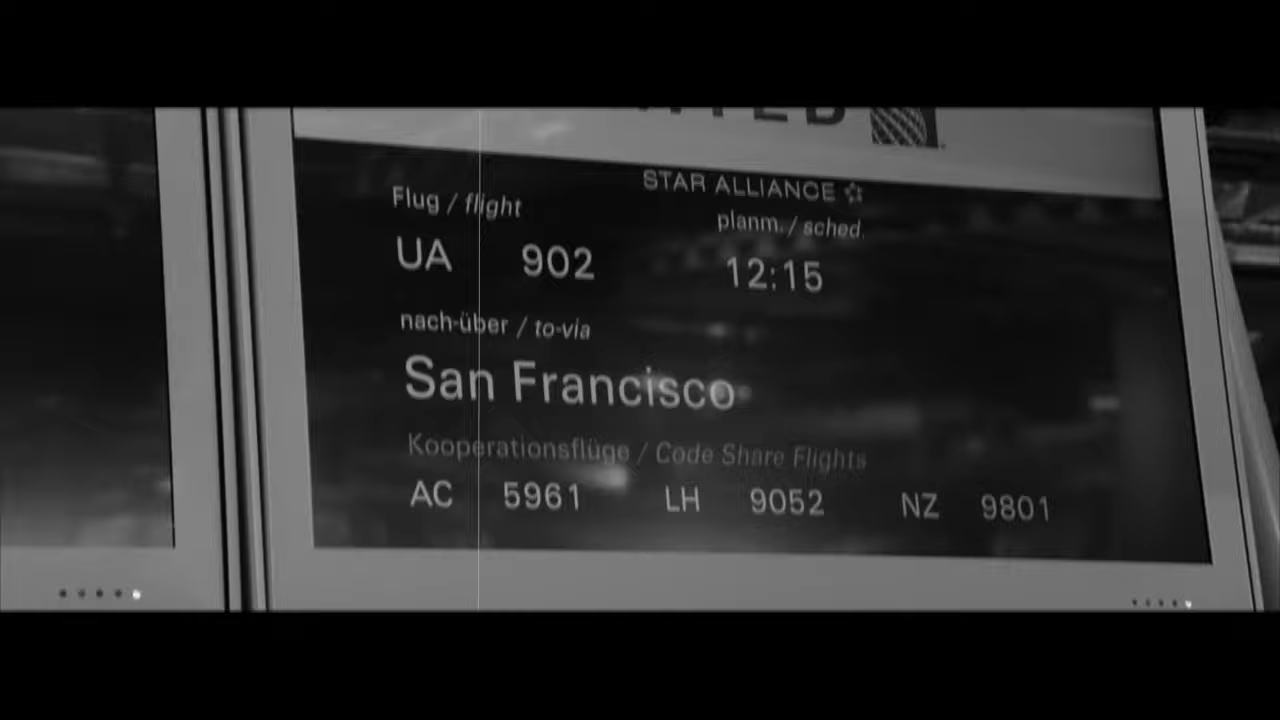 STAR ALLIANCE
Flug / flight planm. / sched.
UA 902 12:15
nach-über / to-via
San Francisco
Kooperationsflüge / Code Share Flights
AC 5961 LH 9052 NZ 9801